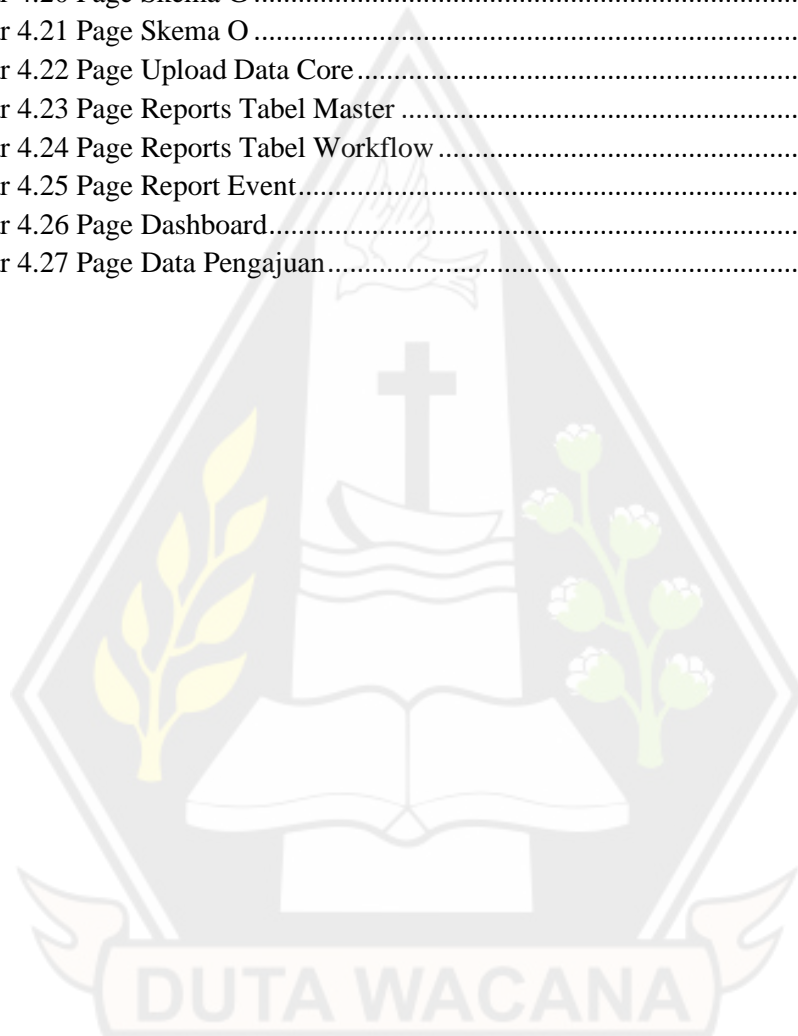 r 4.21 Page Skema O ....................................................................................
r 4.22 Page Upload Data Core....................................................................
r 4.23 Page Reports Tabel Master .............................................................
r 4.24 Page Reports Tabel Workflow ........................................................
r 4.25 Page Report Event............................................................................
r 4.26 Page Dashboard.................................................................................
r 4.27 Page Data Pengajuan........................................................................
DUTA WACANA